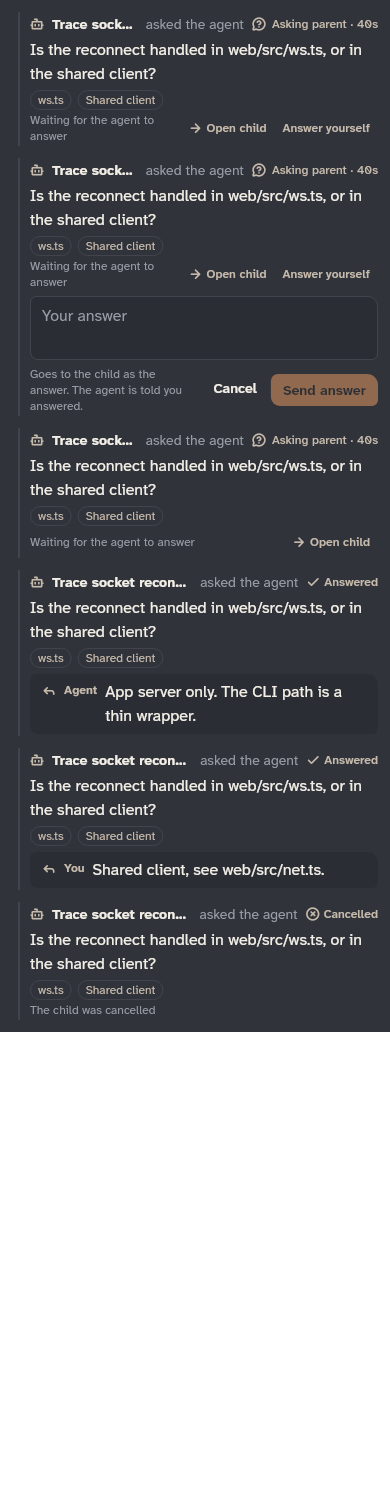 Trace sock... asked the agent Asking parent · 40s
Is the reconnect handled in web/src/ws.ts, or in
the shared client?
ws.ts Shared client
Waiting for the agent to
answer
Open child Answer yourself
Trace sock... asked the agent Asking parent · 40s
Is the reconnect handled in web/src/ws.ts, or in
the shared client?
ws.ts Shared client
Waiting for the agent to
answer
Open child Answer yourself
Your answer
Goes to the child as the
answer. The agent is told you
answered.
Cancel Send answer
Trace sock... asked the agent Asking parent · 40s
Is the reconnect handled in web/src/ws.ts, or in
the shared client?
ws.ts Shared client
Waiting for the agent to answer Open child
Trace socket recon... asked the agent Answered
Is the reconnect handled in web/src/ws.ts, or in
the shared client?
ws.ts Shared client
Agent App server only. The CLI path is a
thin wrapper.
Trace socket recon... asked the agent Answered
Is the reconnect handled in web/src/ws.ts, or in
the shared client?
ws.ts Shared client
You Shared client, see web/src/net.ts.
Trace socket recon... asked the agent Cancelled
Is the reconnect handled in web/src/ws.ts, or in
the shared client?
ws.ts Shared client
The child was cancelled